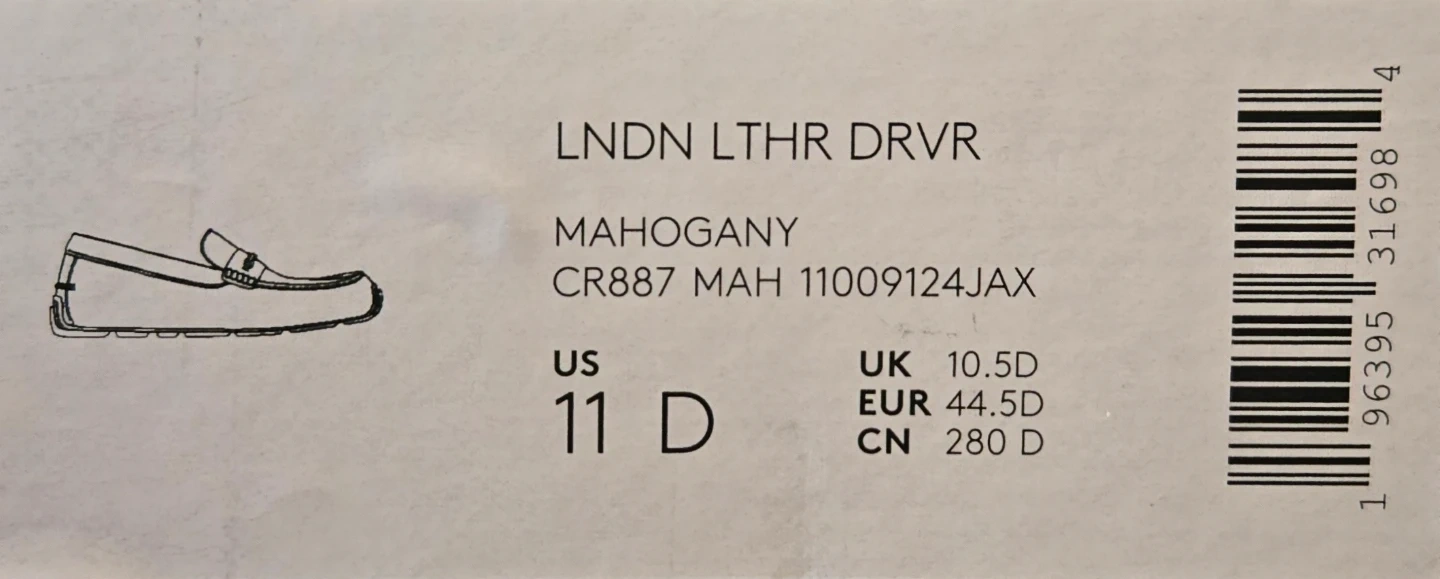 LNDN LTHR DRVR
MAHOGANY
CR887 MAH 11009124JAX
US
11 D
UK 10.5D
EUR 44.5D
CN 280 D
1 96395 31698 4